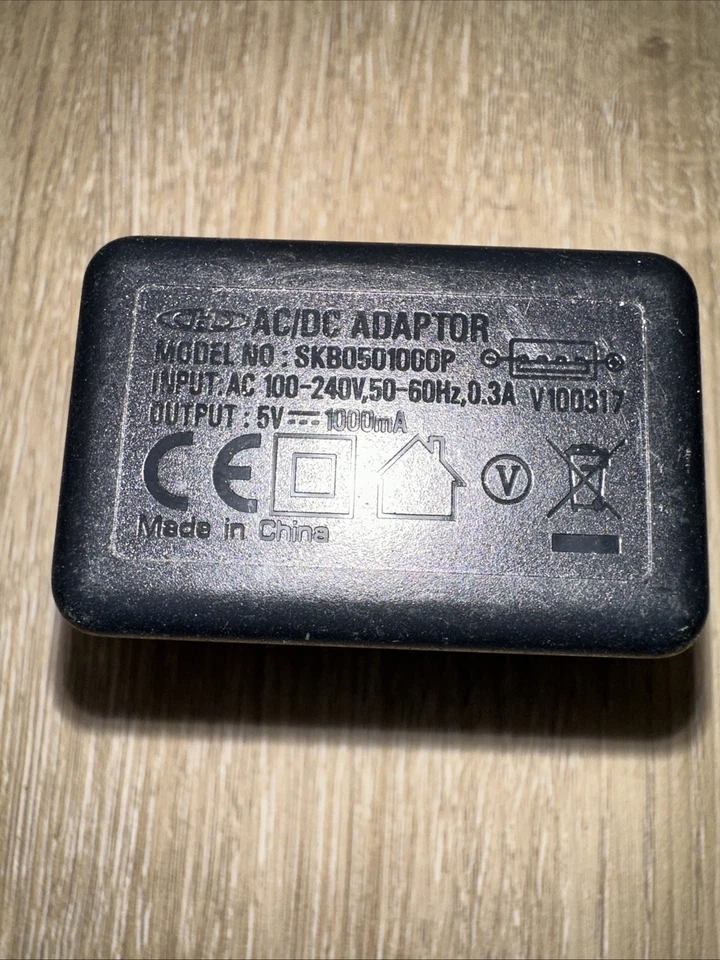 AC/DC ADAPTOR
MODEL NO : SKB0501000P
INPUT: AC 100-240V,50-60Hz,0.3A V100317
OUTPUT : 5V⎓1000mA
CE V
Made in China